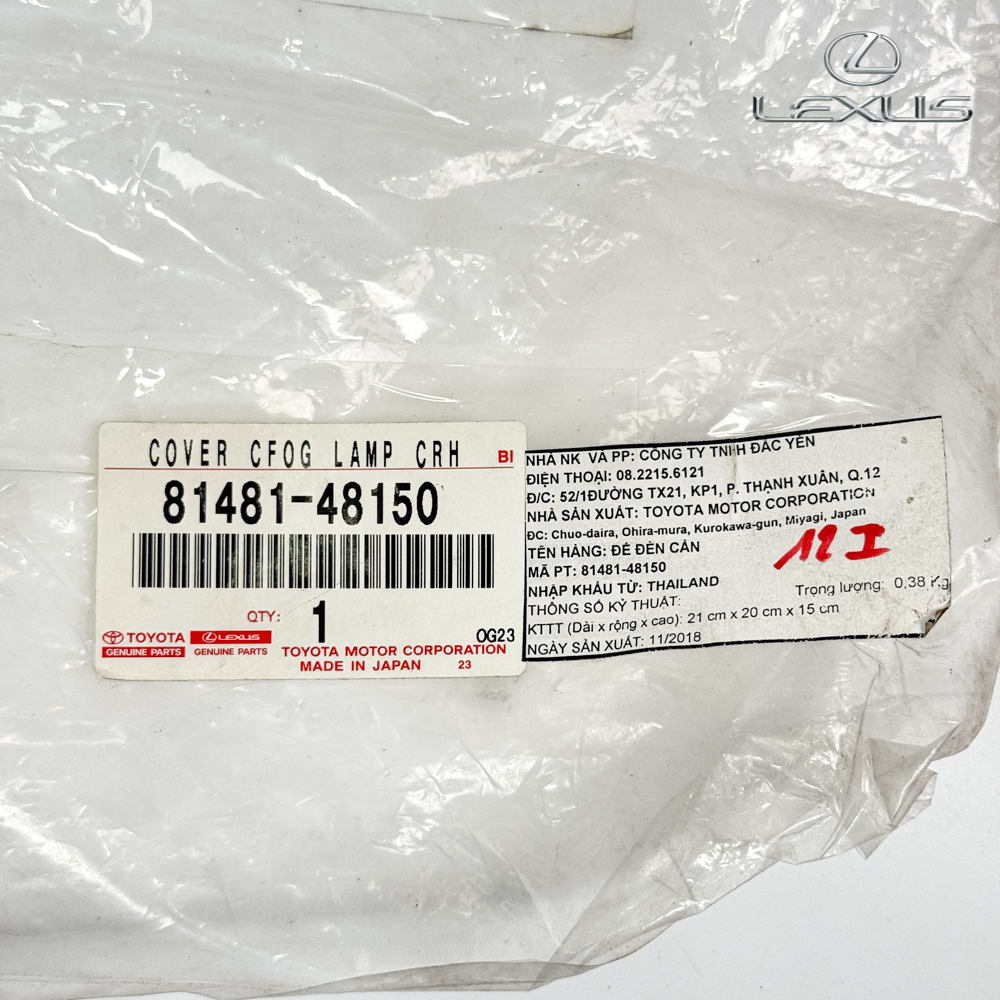 LEXUS
COVER CFOG LAMP CRH
BI
81481-48150
QTY: 1
OG23
TOYOTA
GENUINE PARTS
LEXUS
GENUINE PARTS
TOYOTA MOTOR CORPORATION
MADE IN JAPAN 23
NHÀ NK VÀ PP: CÔNG TY TNHH ĐẮC YẾN
ĐIỆN THOẠI: 08.2215.6121
Đ/C: 52/1ĐƯỜNG TX21, KP1, P. THẠNH XUÂN, Q.12
NHÀ SẢN XUẤT: TOYOTA MOTOR CORPORATION
ĐC: Chuo-daira, Ohira-mura, Kurokawa-gun, Miyagi, Japan
TÊN HÀNG: ĐẾ ĐÈN CẢN
MÃ PT: 81481-48150
NHẬP KHẨU TỪ: THAILAND
THÔNG SỐ KỸ THUẬT:
Trọng lượng: 0,38 Kg
KTTT (Dài x rộng x cao): 21 cm x 20 cm x 15 cm
NGÀY SẢN XUẤT: 11/2018
12 I